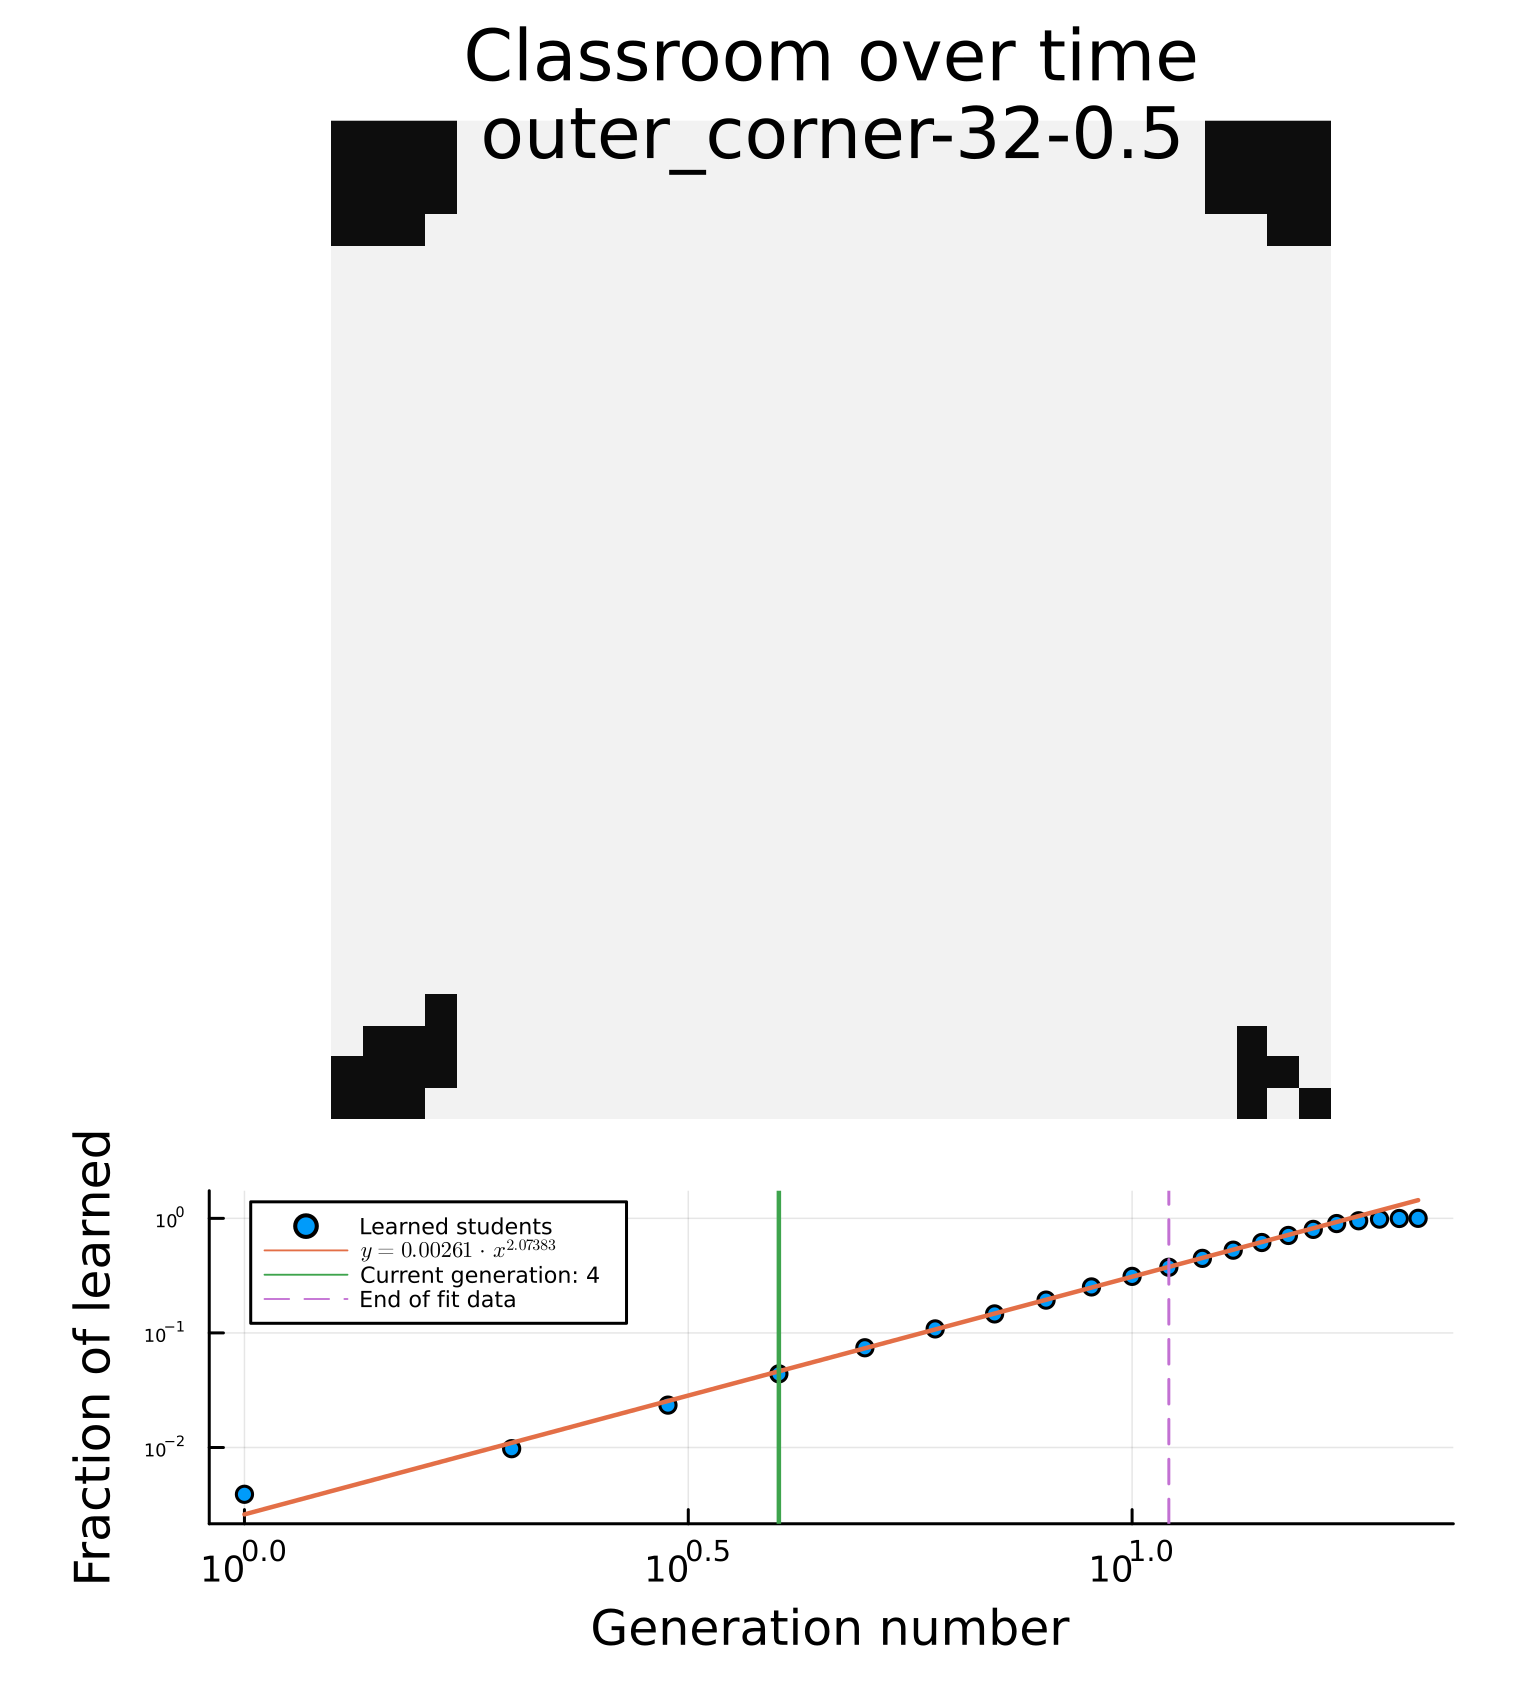 Classroom over time
outer_corner-32-0.5
Fraction of learned
10⁰
10⁻¹
10⁻²
Learned students
y = 0.00261 · x^2.07383
Current generation: 4
End of fit data
10^0.0
10^0.5
10^1.0
Generation number